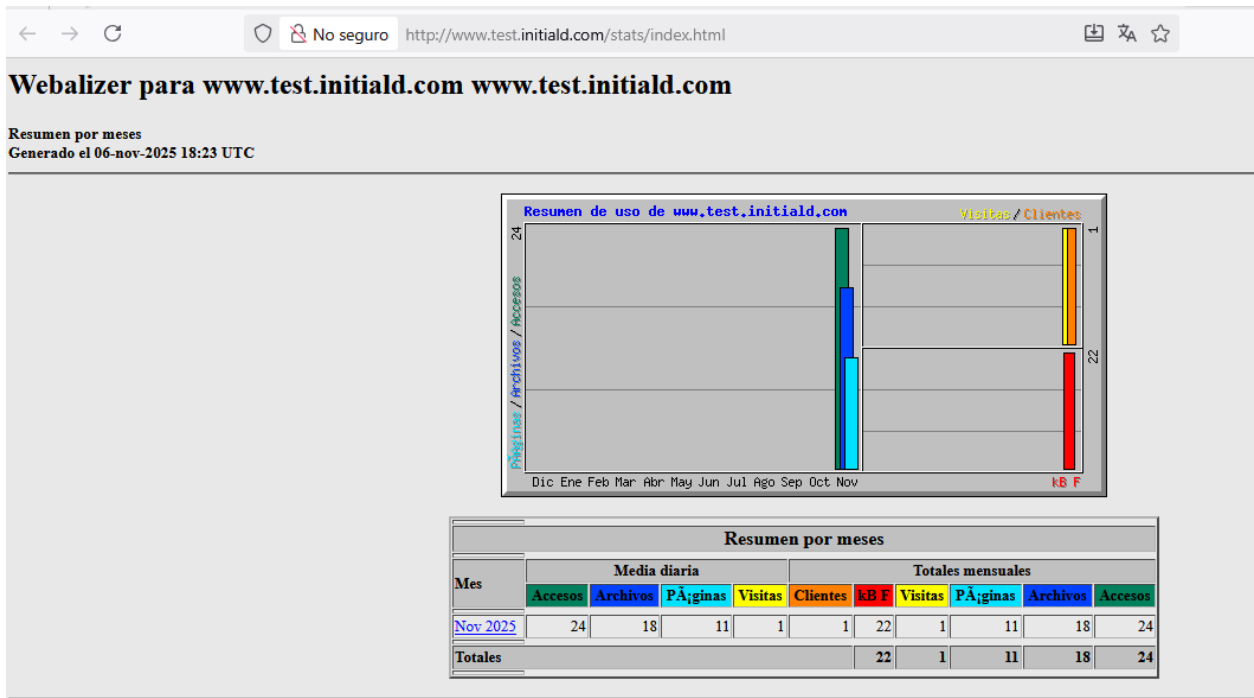 No seguro http://www.test.initiald.com/stats/index.html
Webalizer para www.test.initiald.com www.test.initiald.com
Resumen por meses
Generado el 06-nov-2025 18:23 UTC
Resumen de uso de www.test.initiald.com Visitas/Clientes
24
1
PÃ¡ginas / Archivos / Accesos
22
Dic Ene Feb Mar Abr May Jun Jul Ago Sep Oct Nov kB F
Resumen por meses
Mes Media diaria Totales mensuales
Accesos Archivos PÃ¡ginas Visitas Clientes kB F Visitas PÃ¡ginas Archivos Accesos
Nov 2025 24 18 11 1 1 22 1 11 18 24
Totales 22 1 11 18 24